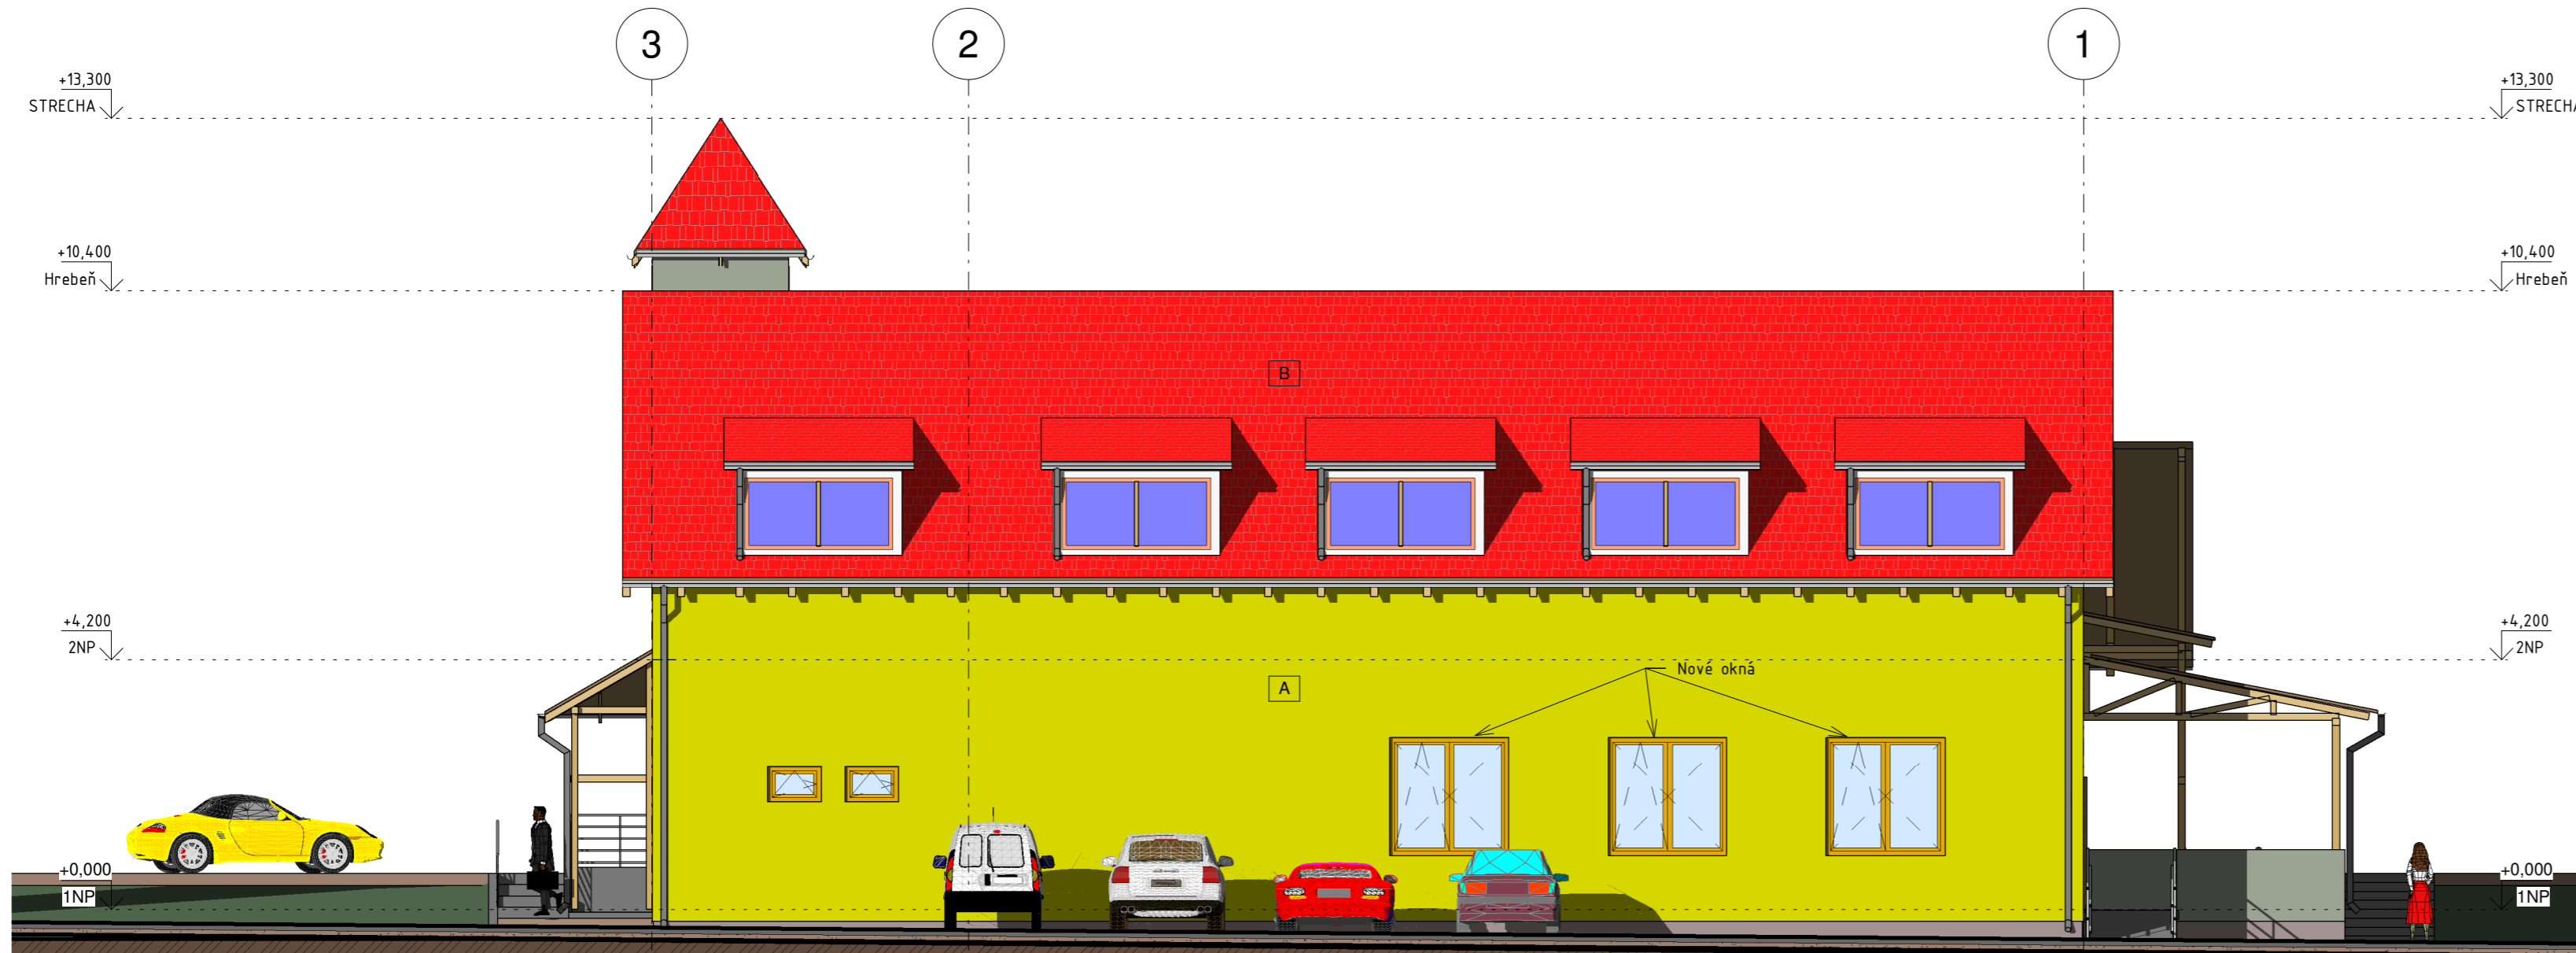 3
2
1
+13,300
STRECHA
+13,300
STRECHA
+10,400
Hrebeň
+10,400
Hrebeň
B
+4,200
2NP
+4,200
2NP
Nové okná
A
+0,000
1NP
+0,000
1NP